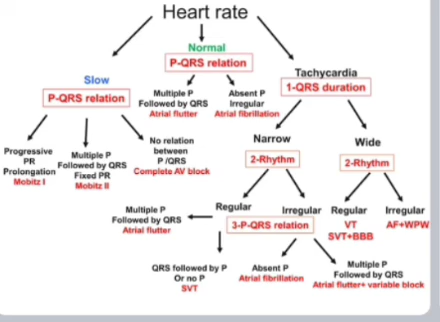 Heart rate
Normal
P-QRS relation
Slow
P-QRS relation
Tachycardia
1-QRS duration
Multiple P
Followed by QRS
Atrial flutter
Absent P
Irregular
Atrial fibrillation
Progressive
PR
Prolongation
Mobitz I
Multiple P
Followed by QRS
Fixed PR
Mobitz II
No relation
between
P /QRS
Complete AV block
Narrow
2-Rhythm
Wide
2-Rhythm
Regular
Irregular
3-P-QRS relation
Regular
VT
SVT+BBB
Irregular
AF+WPW
Multiple P
Followed by QRS
Atrial flutter
QRS followed by P
Or no P
SVT
Absent P
Atrial fibrillation
Multiple P
Followed by QRS
Atrial flutter+ variable block